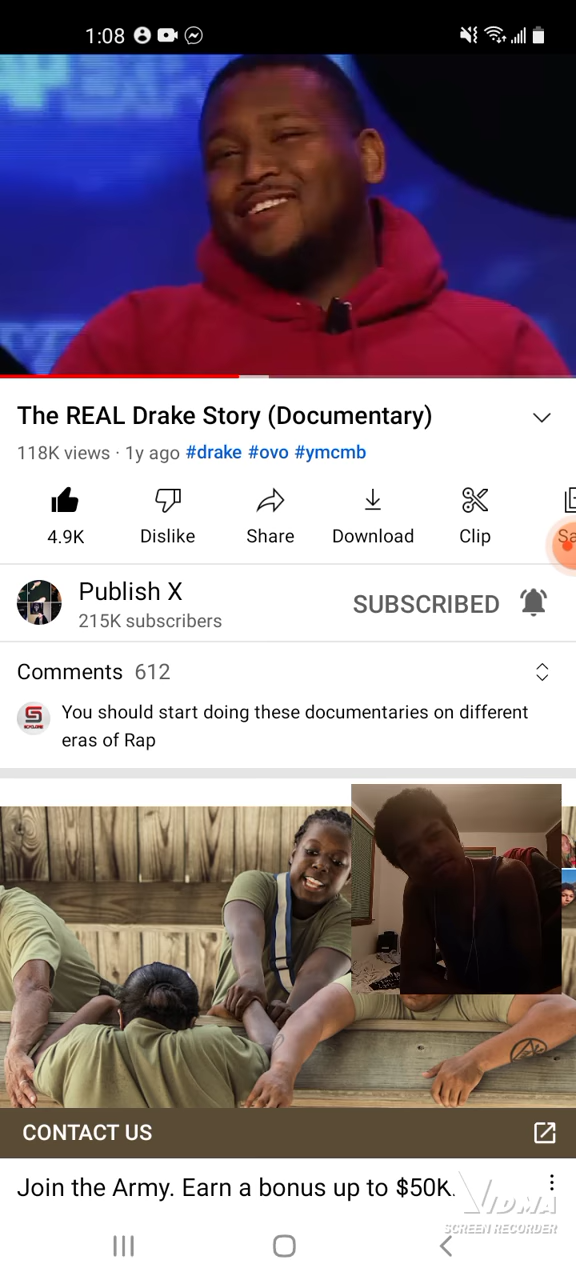 1:08
The REAL Drake Story (Documentary)
118K views · 1y ago #drake #ovo #ymcmb
4.9K Dislike Share Download Clip
Publish X
215K subscribers
SUBSCRIBED
Comments 612
You should start doing these documentaries on different
eras of Rap
CONTACT US
Join the Army. Earn a bonus up to $50K.
VIDMA
SCREEN RECORDER